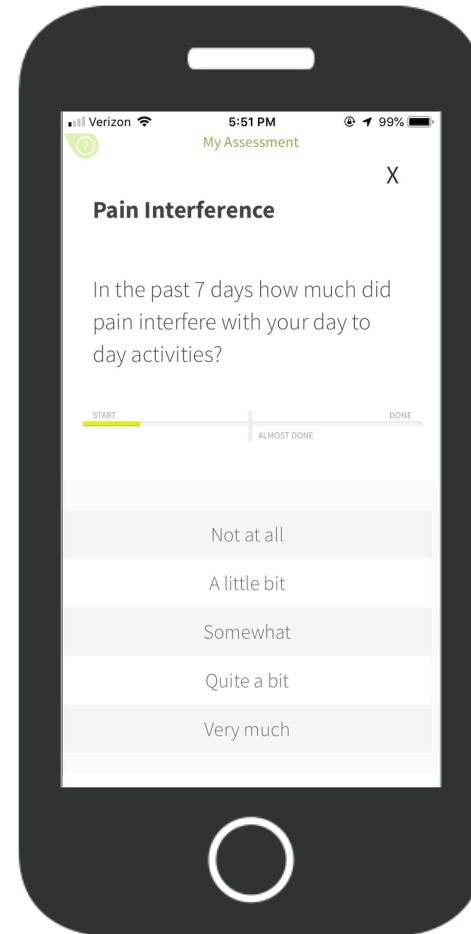 Verizon 5:51 PM 99%
?
My Assessment
X
Pain Interference
In the past 7 days how much did
pain interfere with your day to
day activities?
START DONE
ALMOST DONE
Not at all
A little bit
Somewhat
Quite a bit
Very much